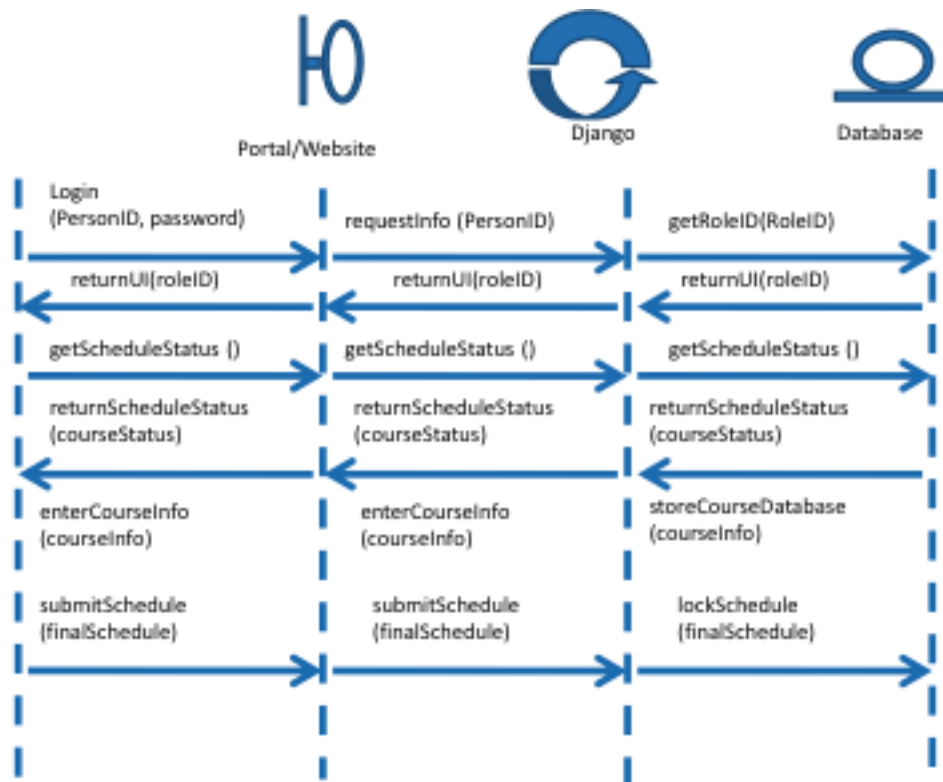 Portal/Website
Django
Database
Login
(PersonID, password)
requestInfo (PersonID)
getRoleID(RoleID)
returnUI(roleID)
returnUI(roleID)
returnUI(roleID)
getScheduleStatus ()
getScheduleStatus ()
getScheduleStatus ()
returnScheduleStatus
(courseStatus)
returnScheduleStatus
(courseStatus)
returnScheduleStatus
(courseStatus)
enterCourseInfo
(courseInfo)
enterCourseInfo
(courseInfo)
storeCourseDatabase
(courseInfo)
submitSchedule
(finalSchedule)
submitSchedule
(finalSchedule)
lockSchedule
(finalSchedule)